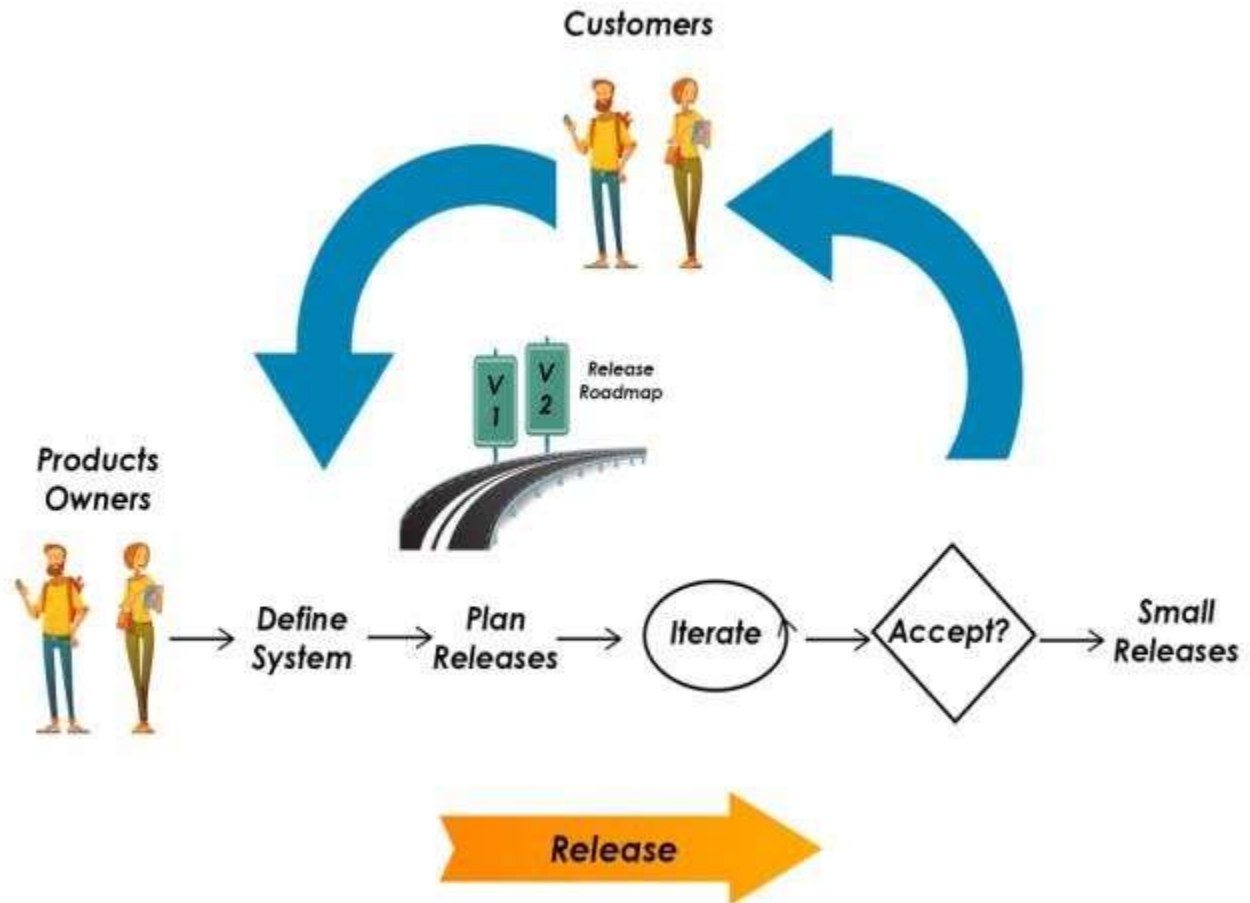 Customers
V
1
V
2
Release
Roadmap
Products
Owners
Define
System
Plan
Releases
Iterate
Accept?
Small
Releases
Release